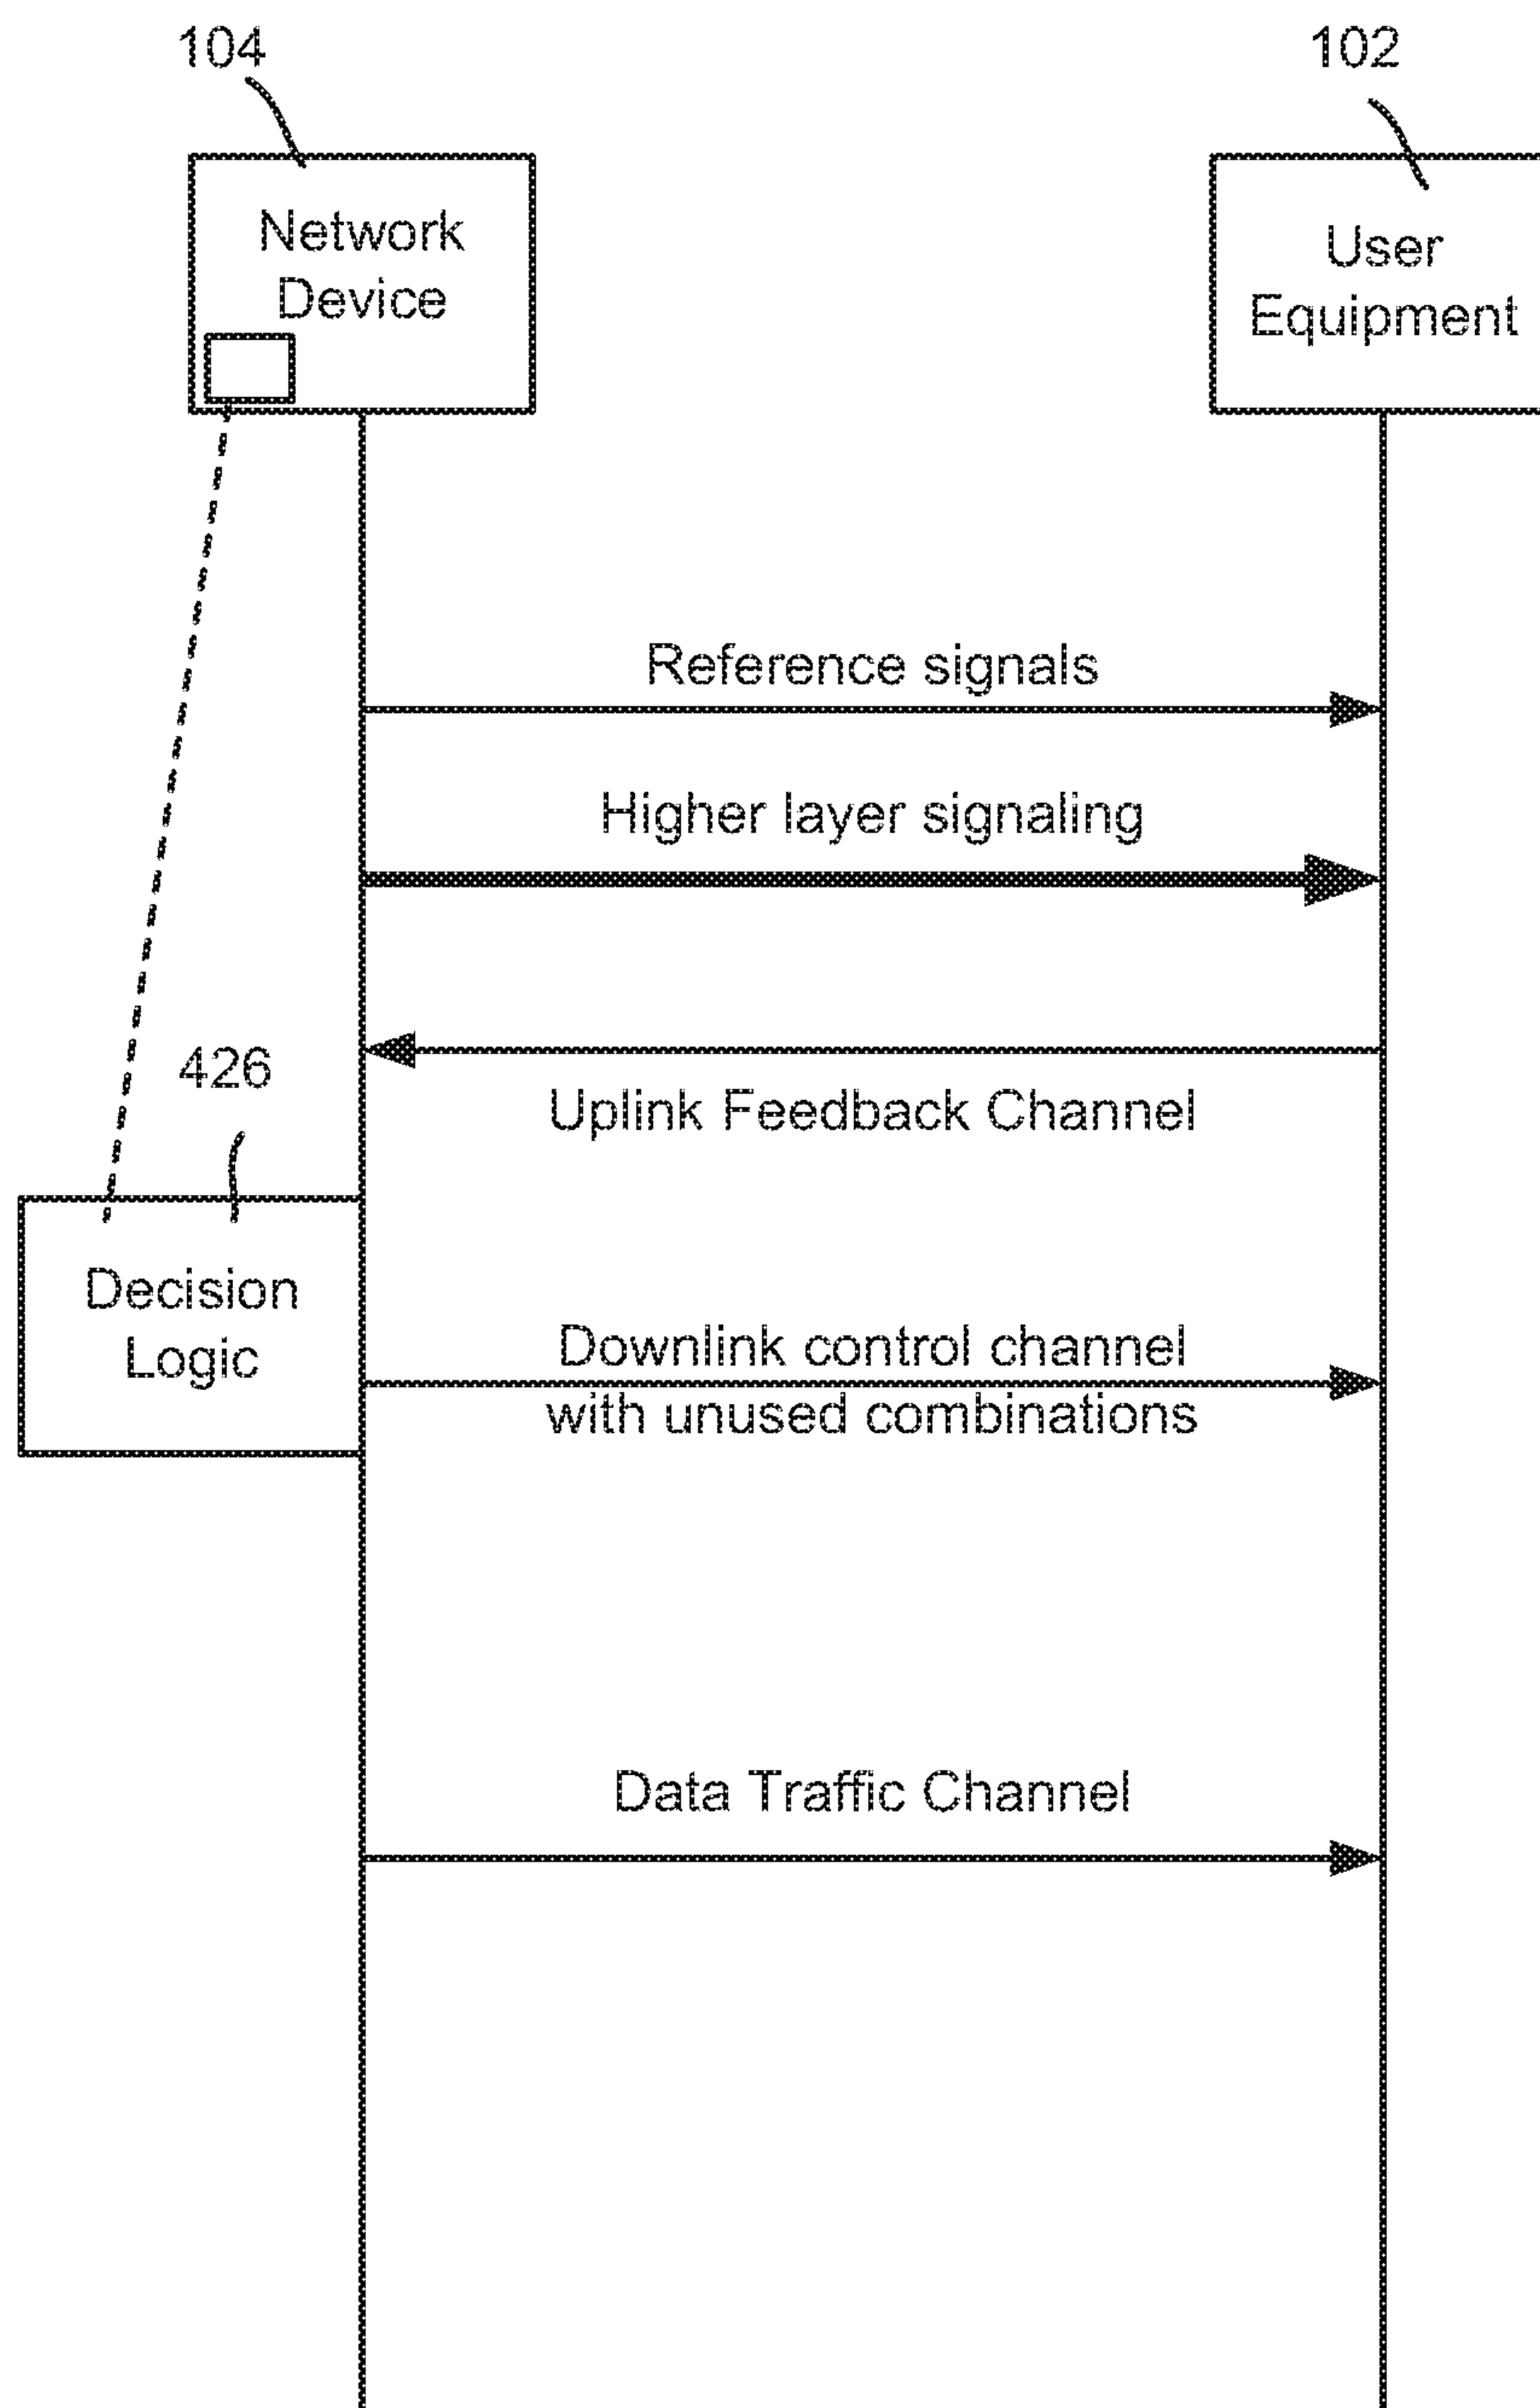 104
102
Network
Device
User
Equipment
Reference signals
Higher layer signaling
426
Uplink Feedback Channel
Decision
Logic
Downlink control channel
with unused combinations
Data Traffic Channel